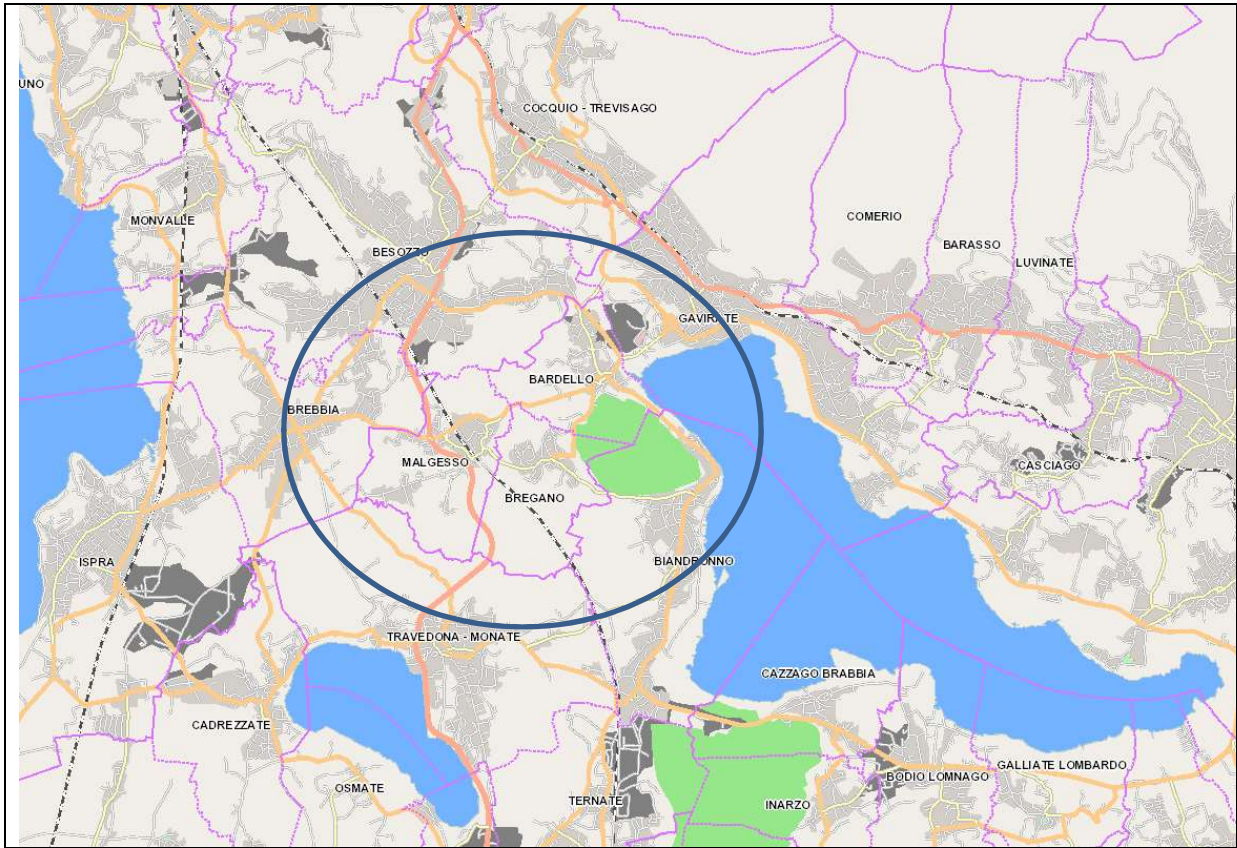 UNO
COCQUIO - TREVISAGO
MONVALLE
COMERIO
BESOZZO
BARASSO
LUVINATE
GAVIRATE
BARDELLO
BREBBIA
MALGESSO
CASCIAGO
BREGANO
ISPRA
BIANDRONNO
TRAVEDONA - MONATE
CAZZAGO BRABBIA
CADREZZATE
GALLIATE LOMBARDO
BODIO LOMNAGO
OSMATE
TERNATE
INARZO